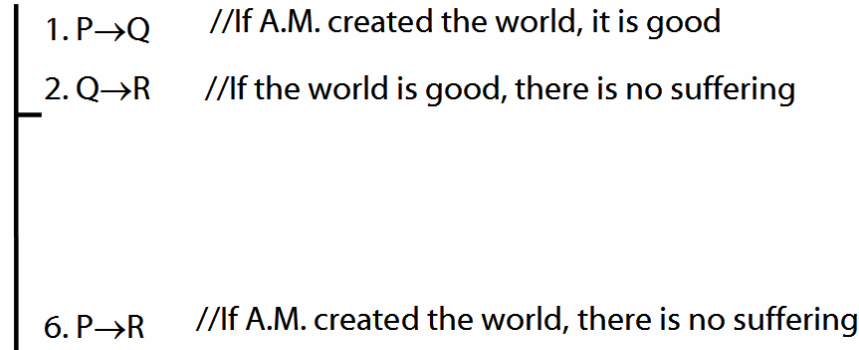 1. P→Q //If A.M. created the world, it is good
2. Q→R //If the world is good, there is no suffering
6. P→R //If A.M. created the world, there is no suffering